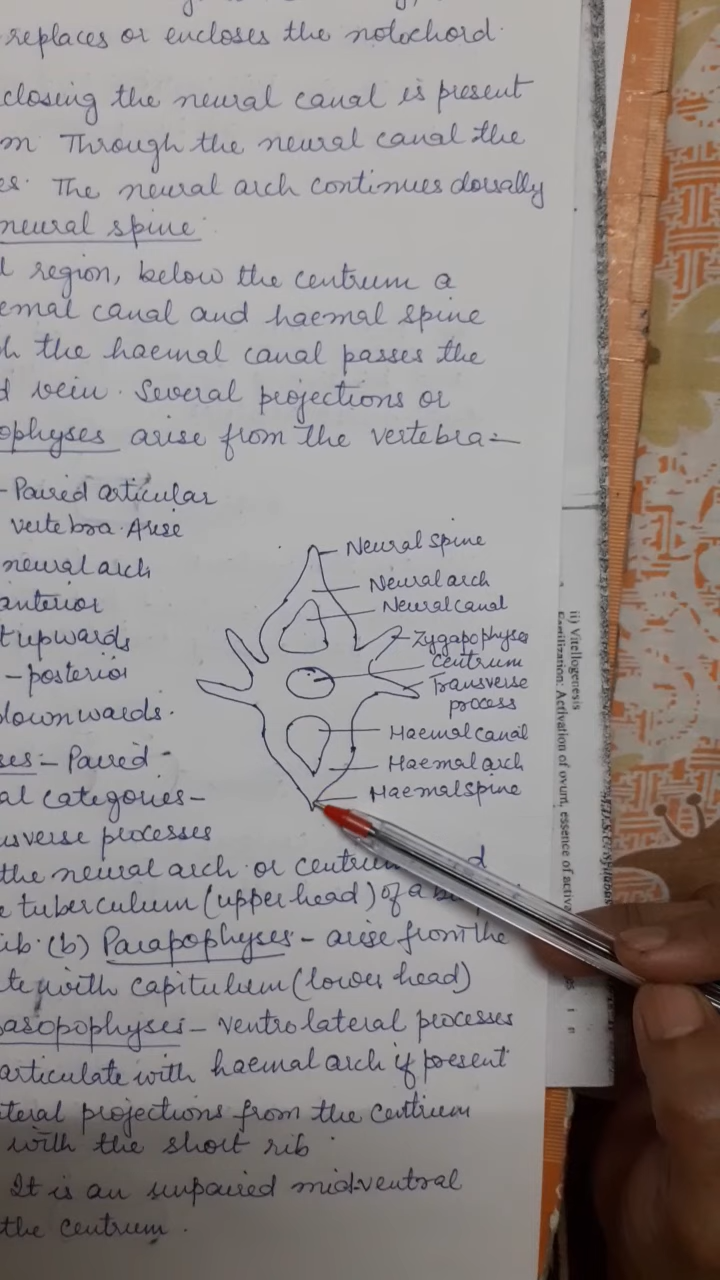 replaces or encloses the notochord.
closing the neural canal is present
m. Through the neural canal the
es. The neural arch continues dorsally
neural spine.
l region, below the centrum a
emal canal and haemal spine
h the haemal canal passes the
d vein. Several projections or
ophyses arise from the vertebra:-
- Paired articular
vertebra. Arise
neural arch
anterior
t upwards
- posterior
downwards.
ses:- Paired -
al categories-
nsverse processes
Neural spine
Neural arch
Neural canal
Zygapophyses
Centrum
Transverse
process
Haemal canal
Haemal arch
Haemal spine
the neural arch or
e tuberculum (upper head) of a
ib. (b) Parapophyses - arise from the
te with capitulum (lower head)
asopophyses - ventrolateral processes
articulate with haemal arch if present
teral projections from the centrum
with the short rib.
It is an unpaired midventral
the centrum.
ii) Vitellogenesis
Fertilization: Activation of ovum, essence of activa